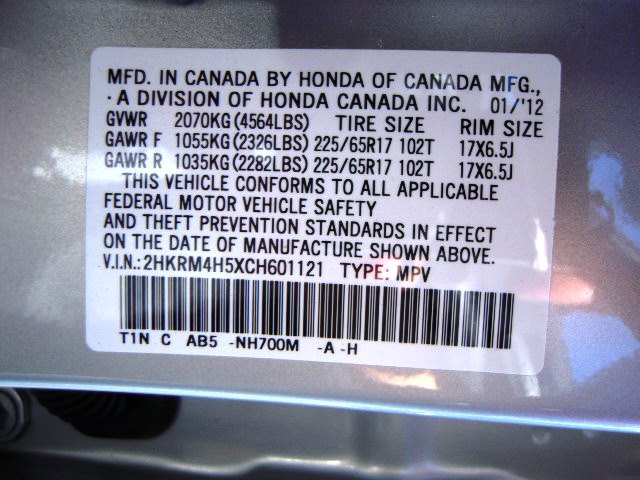 MFD. IN CANADA BY HONDA OF CANADA MFG.,
· A DIVISION OF HONDA CANADA INC. 01/'12
GVWR 2070KG(4564LBS) TIRE SIZE RIM SIZE
GAWR F 1055KG(2326LBS)225/65R17 102T 17X6.5J
GAWR R 1035KG(2282LBS)225/65R17 102T 17X6.5J
THIS VEHICLE CONFORMS TO ALL APPLICABLE
FEDERAL MOTOR VEHICLE SAFETY
AND THEFT PREVENTION STANDARDS IN EFFECT
ON THE DATE OF MANUFACTURE SHOWN ABOVE.
V.I.N.:2HKRM4H5XCH601121 TYPE: MPV
T1N C AB5 -NH700M -A -H